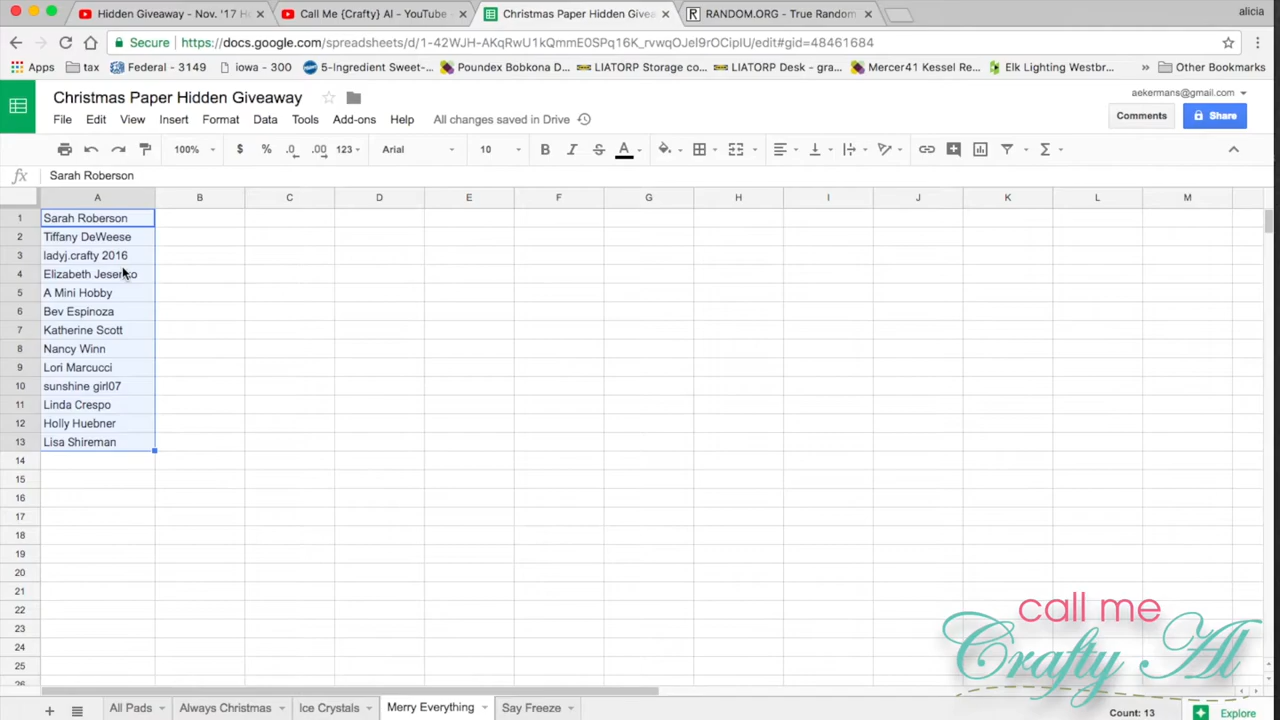 Hidden Giveaway - Nov. '17 H
Call Me {Crafty} Al - YouTube
Christmas Paper Hidden Givea
RANDOM.ORG - True Random
alicia
Secure https://docs.google.com/spreadsheets/d/1-42WJH-AKqRwU1kQmmE0SPq16K_rvwqOJeI9rOCipIU/edit#gid=48461684
Apps tax Federal - 3149 iowa - 300 5-Ingredient Sweet-... Poundex Bobkona D... LIATORP Storage co... LIATORP Desk - gra... Mercer41 Kessel Re... Elk Lighting Westbr... » Other Bookmarks
Christmas Paper Hidden Giveaway
aekermans@gmail.com
File Edit View Insert Format Data Tools Add-ons Help All changes saved in Drive
Comments Share
100% $ % .0 .00 123 Arial 10 B I S A Σ
fx Sarah Roberson
A B C D E F G H I J K L M
1 Sarah Roberson
2 Tiffany DeWeese
3 ladyj.crafty 2016
4 Elizabeth
5 A Mini Hobby
6 Bev Espinoza
7 Katherine Scott
8 Nancy Winn
9 Lori Marcucci
10 sunshine girl07
11 Linda Crespo
12 Holly Huebner
13 Lisa Shireman
14
15
16
17
18
19
20
21
22
23
24
25
26
call me
Crafty Al
All Pads Always Christmas Ice Crystals Merry Everything Say Freeze
Count: 13 Explore